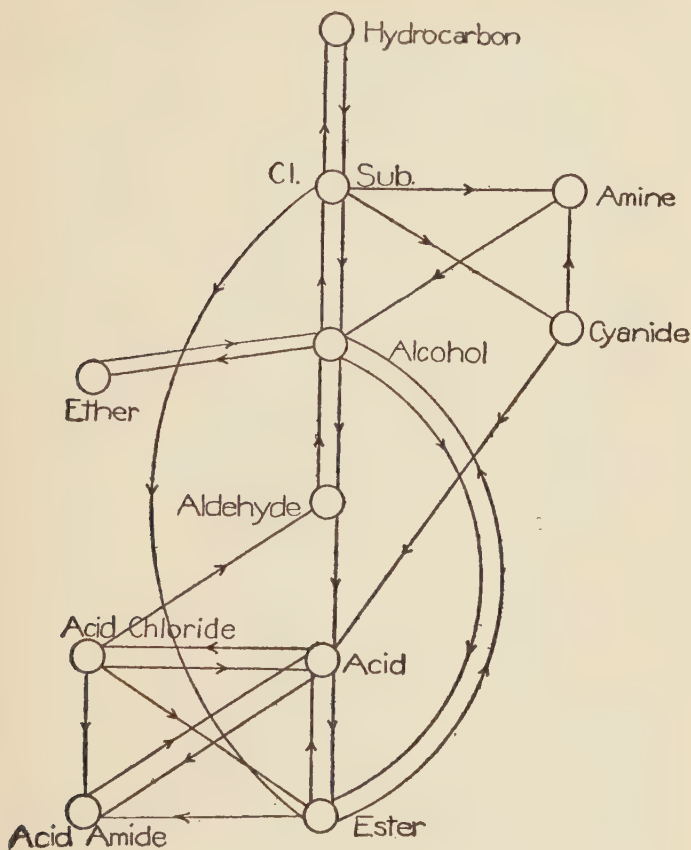 Hydrocarbon
Cl. Sub.
Amine
Cyanide
Alcohol
Ether
Aldehyde
Acid Chloride
Acid
Acid Amide
Ester